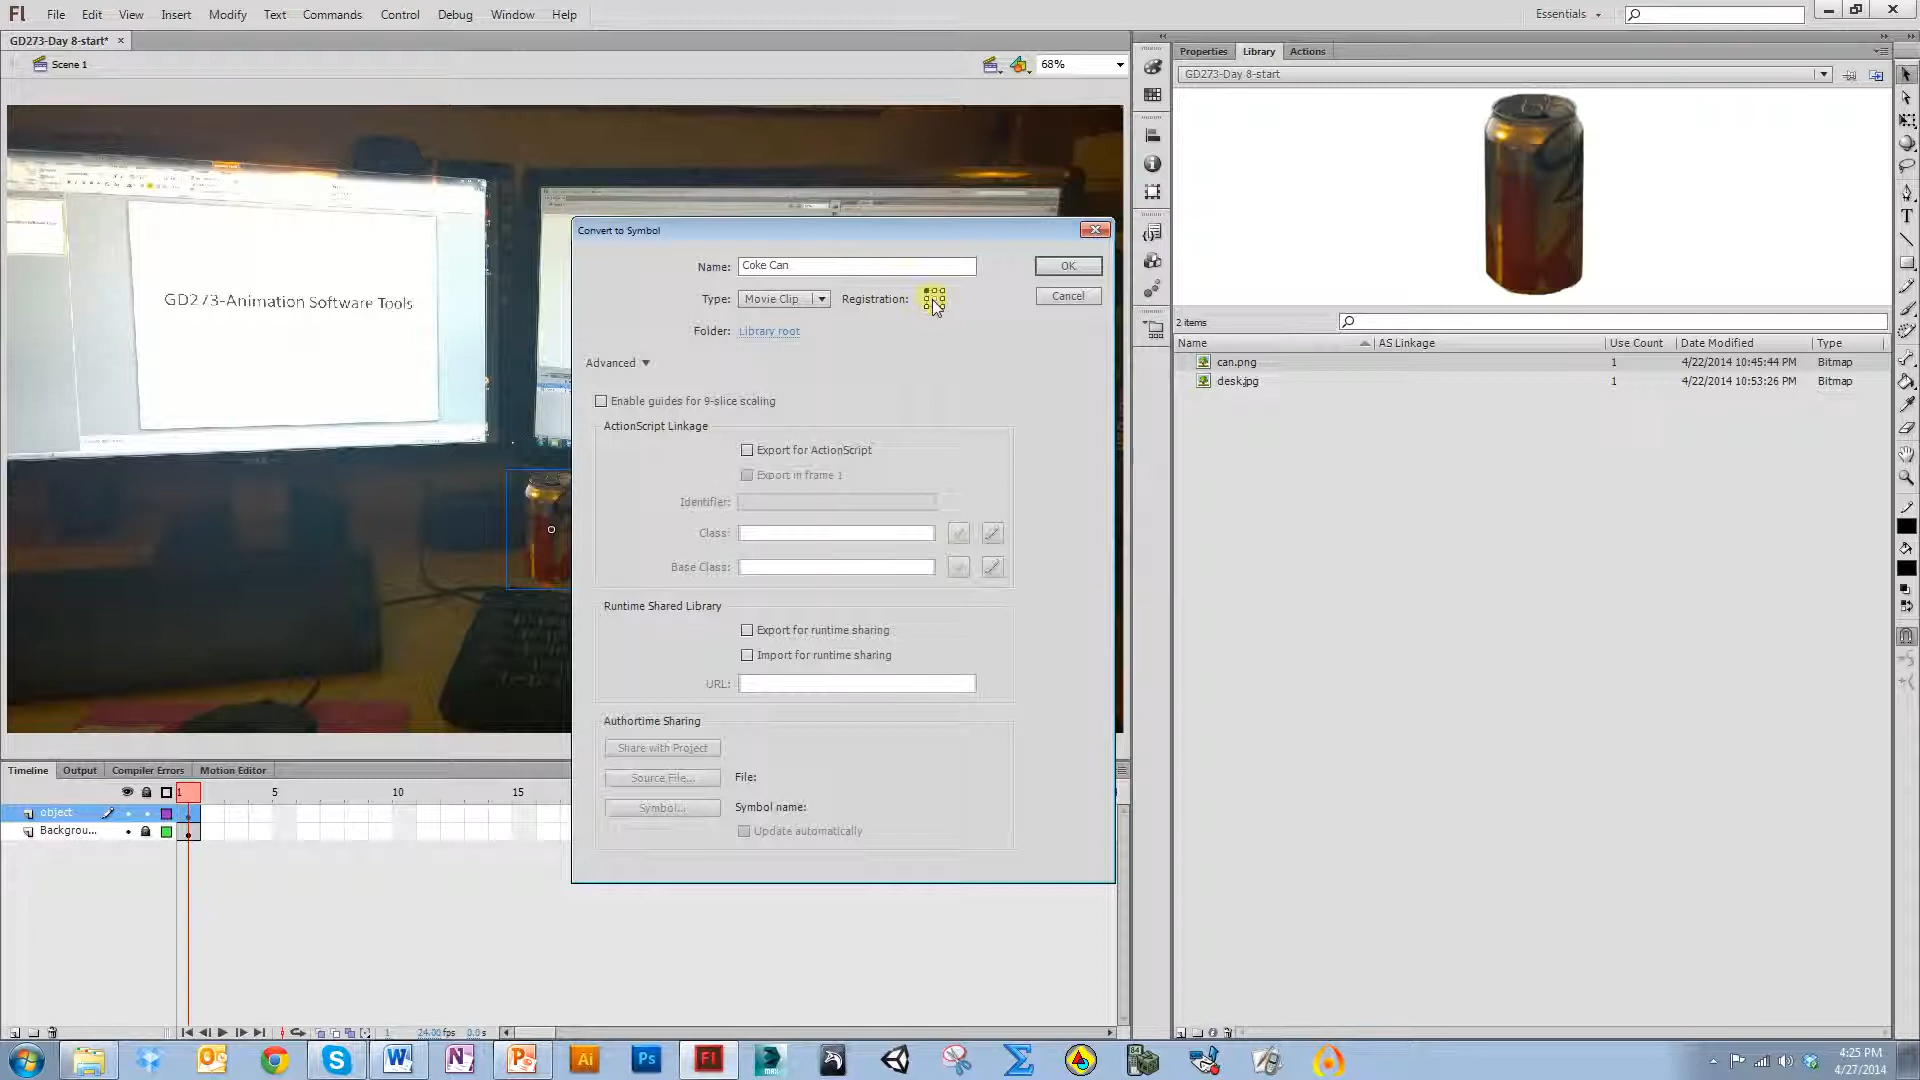 Fl File Edit View Insert Modify Text Commands Control Debug Window Help Essentials
GD273-Day 8-start* ×
Scene 1 68%
GD273-Animation Software Tools
Convert to Symbol
Name: Coke Can OK
Type: Movie Clip Registration: Cancel
Folder: Library root
Advanced
Enable guides for 9-slice scaling
ActionScript Linkage
Export for ActionScript
Export in frame 1
Identifier:
Class:
Base Class:
Runtime Shared Library
Export for runtime sharing
Import for runtime sharing
URL:
Authortime Sharing
Share with Project
Source File... File:
Symbol... Symbol name:
Update automatically
Properties Library Actions
GD273-Day 8-start
2 items
Name AS Linkage Use Count Date Modified Type
can.png 1 4/22/2014 10:45:44 PM Bitmap
desk.jpg 1 4/22/2014 10:53:26 PM Bitmap
Timeline Output Compiler Errors Motion Editor
1 5 10 15
object
Backgrou...
1 24.00 fps 0.0 s
4:25 PM
4/27/2014